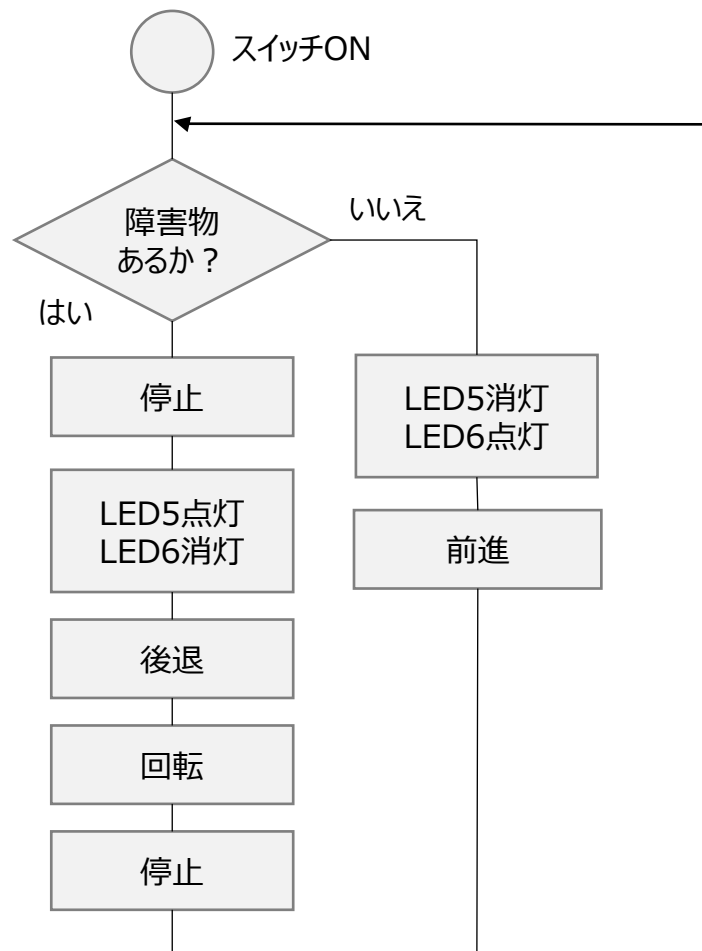 スイッチON
障害物
あるか？
いいえ
はい
停止
LED5消灯
LED6点灯
LED5点灯
LED6消灯
前進
後退
回転
停止